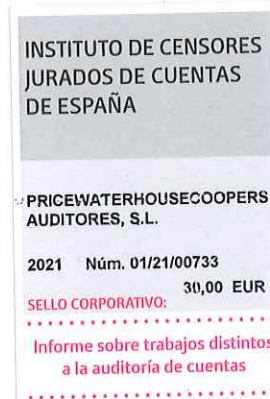 INSTITUTO DE CENSORES
JURADOS DE CUENTAS
DE ESPAÑA
PRICEWATERHOUSECOOPERS
AUDITORES, S.L.
2021 Núm. 01/21/00733
30,00 EUR
SELLO CORPORATIVO:
Informe sobre trabajos distintos
a la auditoría de cuentas